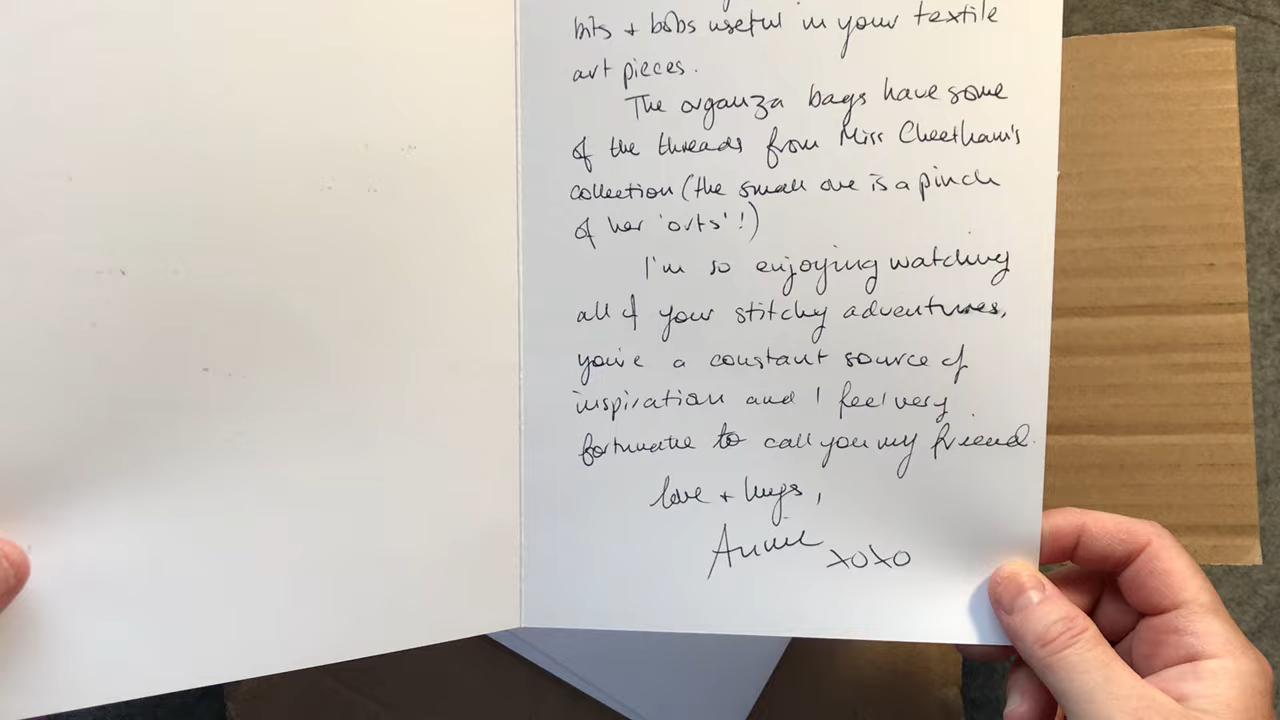 bits + bobs useful in your textile
art pieces.
The organza bags have some
of the threads from Miss Cheetham's
collection (the small one is a pinch
of her 'orts'!)
I'm so enjoying watching
all of your stitchy adventures,
you're a constant source of
inspiration and I feel very
fortunate to call you my friend.
love + hugs,
Annie xoxo